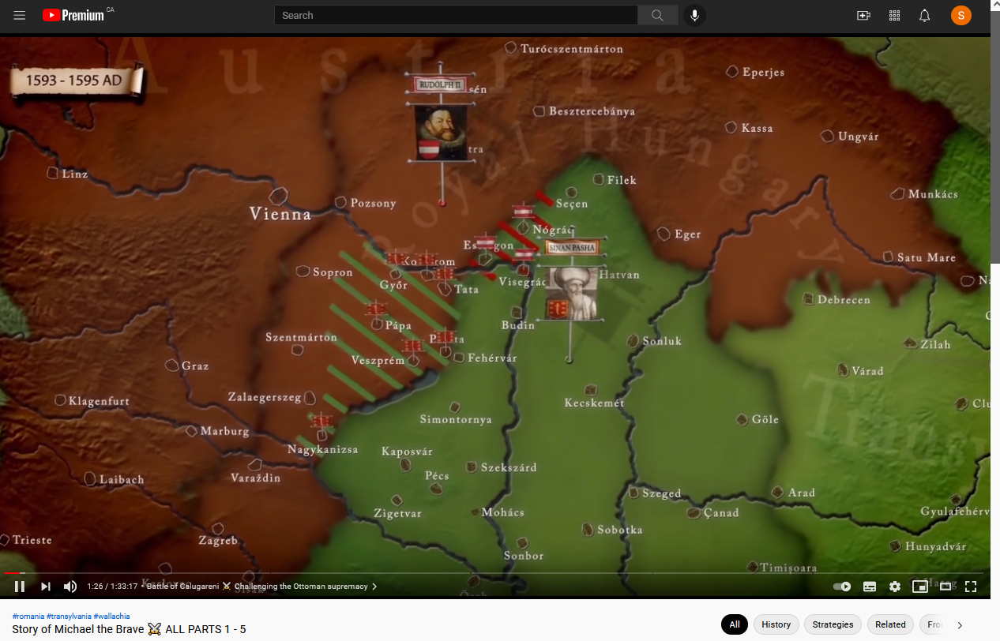 Premium CA
Search
S
Austria
1593 - 1595 AD
RUDOLPH II
Turócszentmárton
Eperjes
Besztercebánya
Kassa
Ungvár
Royal Hungary
Linz
Filek
Munkács
Vienna
Pozsony
Seçen
Nógrád
Eger
SINAN PASHA
Satu Mare
Sopron
Győr
Tata
Visegrád
Hatvan
Debrecen
Pápa
Budin
Szentmárton
Sonluk
Zilah
Veszprém
Fehérvár
Graz
Várad
Zalaegerszeg
Kecskemét
Klagenfurt
Simontornya
Göle
Marburg
Nagykanizsa
Kaposvár
Szekszárd
Varaždin
Pécs
Laibach
Szeged
Arad
Zigetvar
Mohács
Çanad
Gyulafehérv
Trieste
Zagreb
Sobotka
Sonbor
Hunyadvár
Timişoara
Hateg
1:26 / 1:33:17 • Battle of Calugareni ⚔️ Challenging the Ottoman supremacy
#romania #transylvania #wallachia
Story of Michael the Brave ⚔️ ALL PARTS 1 - 5
All History Strategies Related Fro